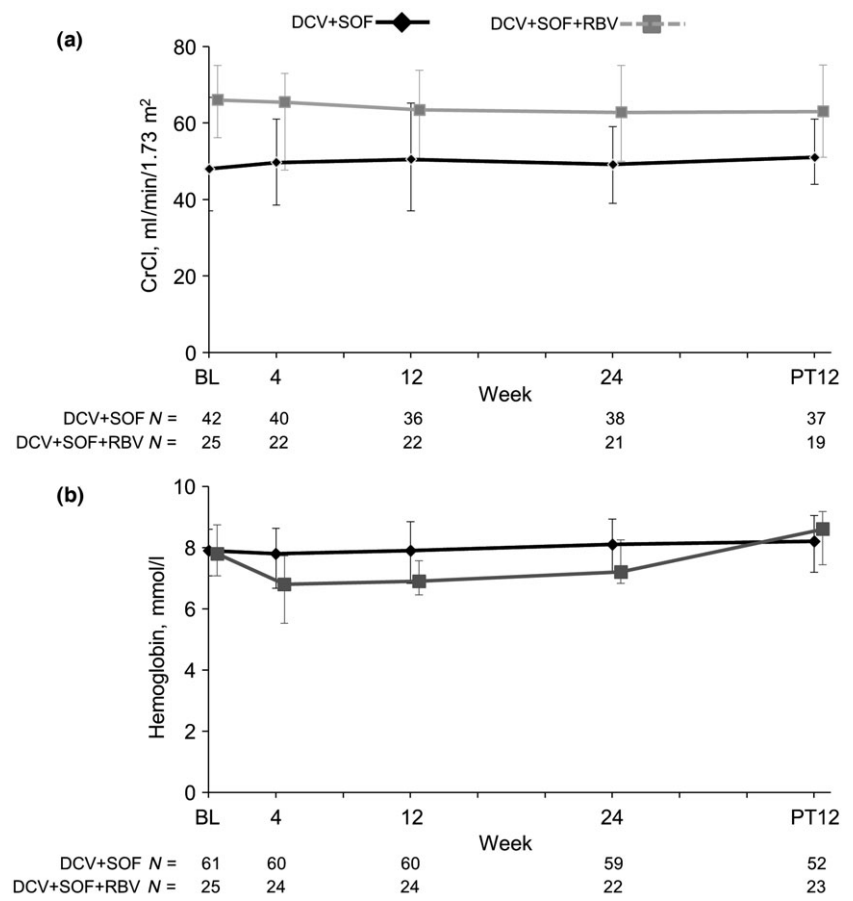 DCV+SOF DCV+SOF+RBV
(a)
80
60
40
20
0
CrCl, ml/min/1.73 m²
BL 4 12 24 PT12
Week
DCV+SOF N = 42 40 36 38 37
DCV+SOF+RBV N = 25 22 22 21 19
(b)
10
8
6
4
2
0
Hemoglobin, mmol/l
BL 4 12 24 PT12
Week
DCV+SOF N = 61 60 60 59 52
DCV+SOF+RBV N = 25 24 24 22 23